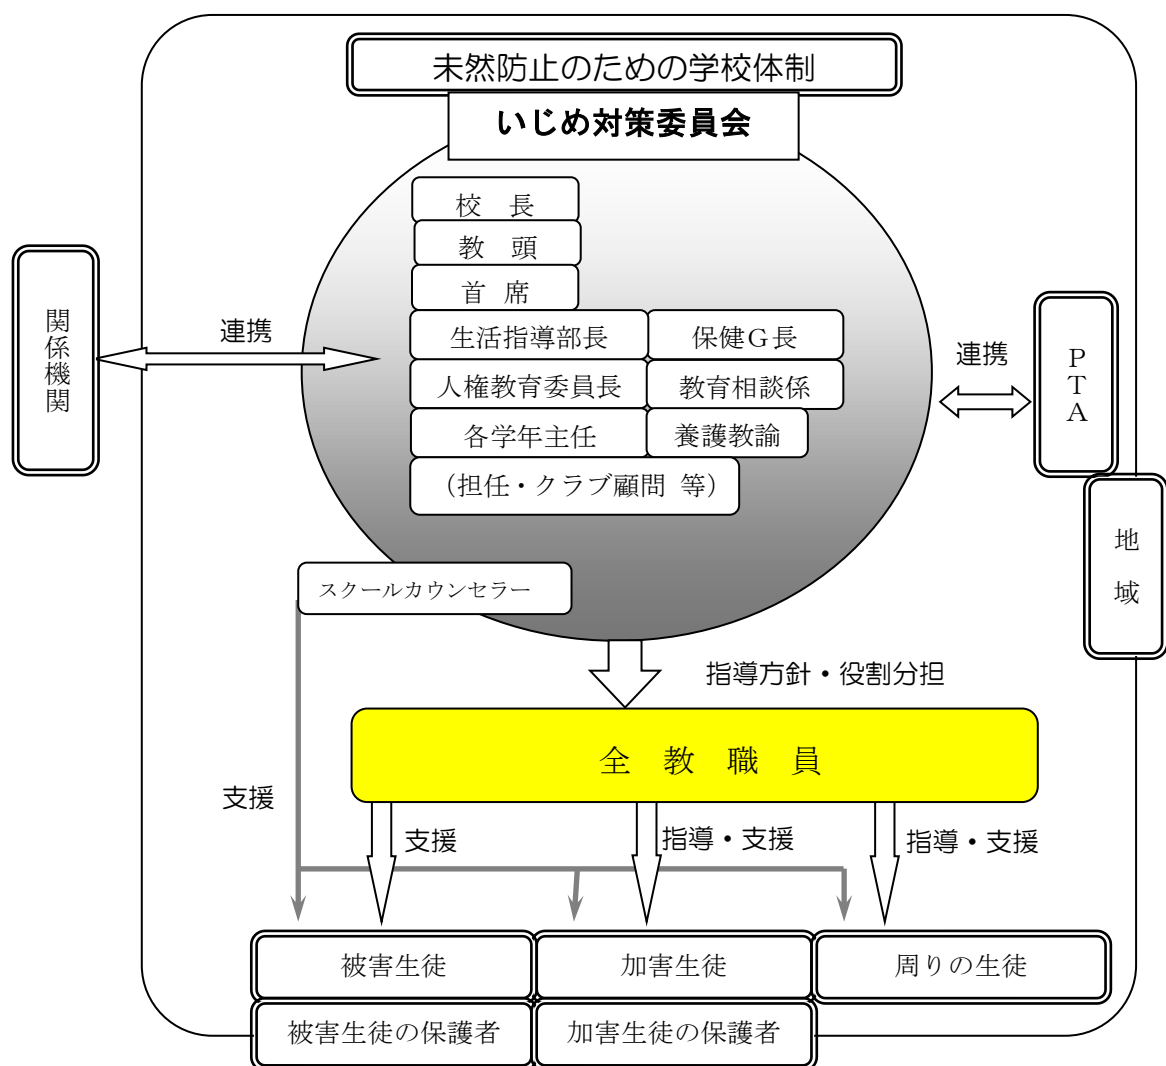 未然防止のための学校体制
いじめ対策委員会
校 長
教 頭
首 席
生活指導部長 保健G長
人権教育委員長 教育相談係
各学年主任 養護教諭
（担任・クラブ顧問 等）
スクールカウンセラー
関係機関
連携
連携
PTA
地域
指導方針・役割分担
全 教 職 員
支援
支援
指導・支援
指導・支援
被害生徒
加害生徒
周りの生徒
被害生徒の保護者
加害生徒の保護者